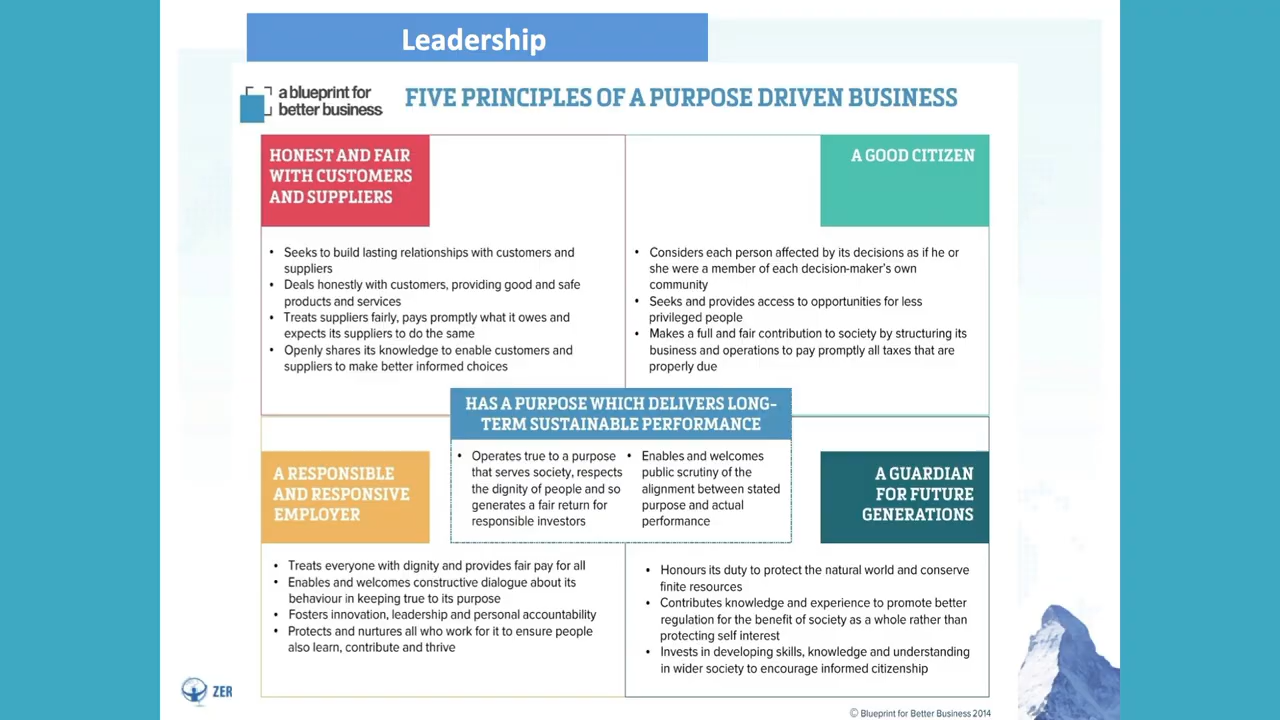 Leadership
a blueprint for
better business
FIVE PRINCIPLES OF A PURPOSE DRIVEN BUSINESS
HONEST AND FAIR
WITH CUSTOMERS
AND SUPPLIERS
• Seeks to build lasting relationships with customers and
suppliers
• Deals honestly with customers, providing good and safe
products and services
• Treats suppliers fairly, pays promptly what it owes and
expects its suppliers to do the same
• Openly shares its knowledge to enable customers and
suppliers to make better informed choices
A GOOD CITIZEN
• Considers each person affected by its decisions as if he or
she were a member of each decision-maker's own
community
• Seeks and provides access to opportunities for less
privileged people
• Makes a full and fair contribution to society by structuring its
business and operations to pay promptly all taxes that are
properly due
HAS A PURPOSE WHICH DELIVERS LONG-
TERM SUSTAINABLE PERFORMANCE
• Operates true to a purpose
that serves society, respects
the dignity of people and so
generates a fair return for
responsible investors
• Enables and welcomes
public scrutiny of the
alignment between stated
purpose and actual
performance
A RESPONSIBLE
AND RESPONSIVE
EMPLOYER
• Treats everyone with dignity and provides fair pay for all
• Enables and welcomes constructive dialogue about its
behaviour in keeping true to its purpose
• Fosters innovation, leadership and personal accountability
• Protects and nurtures all who work for it to ensure people
also learn, contribute and thrive
A GUARDIAN
FOR FUTURE
GENERATIONS
• Honours its duty to protect the natural world and conserve
finite resources
• Contributes knowledge and experience to promote better
regulation for the benefit of society as a whole rather than
protecting self interest
• Invests in developing skills, knowledge and understanding
in wider society to encourage informed citizenship
ZER
© Blueprint for Better Business 2014